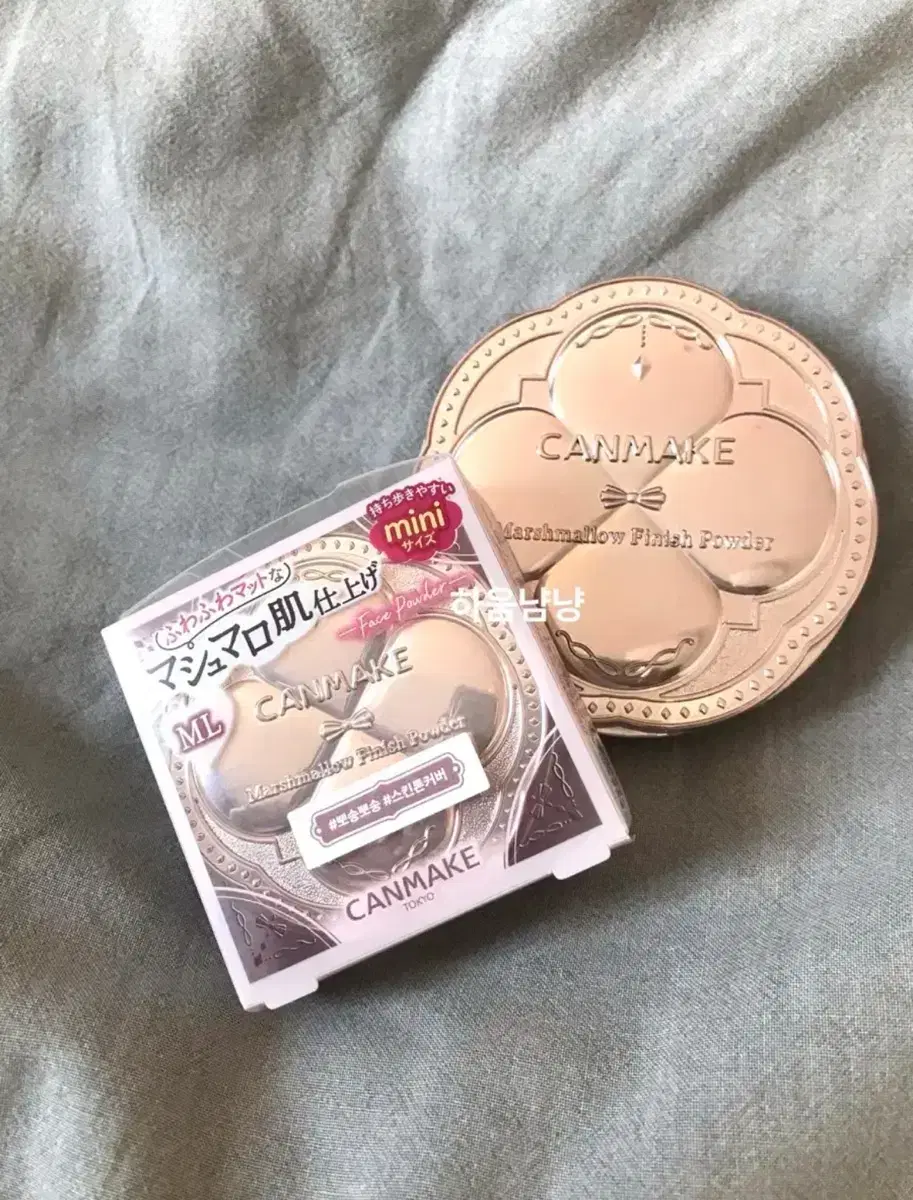 CANMAKE
Marshmallow Finish Powder
持ち歩きやすい
mini
サイズ
ふわふわマットな
マシュマロ肌仕上げ
Face Powder
하움냠냥
ML
CANMAKE
Marshmallow Finish Powder
#뽀송뽀송 #스킨톤커버
CANMAKE
TOKYO